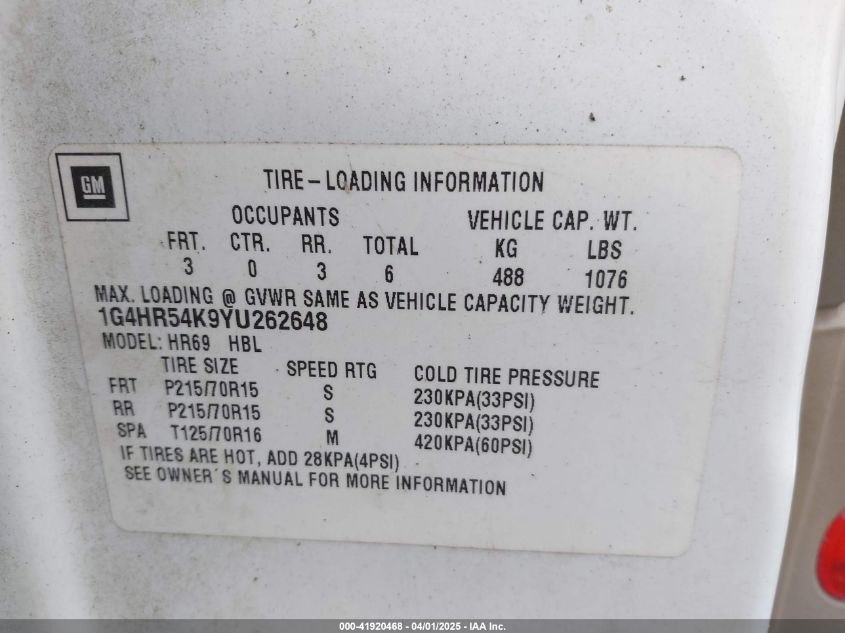 GM
TIRE–LOADING INFORMATION
OCCUPANTS VEHICLE CAP. WT.
FRT. CTR. RR. TOTAL KG LBS
3 0 3 6 488 1076
MAX. LOADING @ GVWR SAME AS VEHICLE CAPACITY WEIGHT.
1G4HR54K9YU262648
MODEL: HR69 HBL
TIRE SIZE SPEED RTG COLD TIRE PRESSURE
FRT P215/70R15 S 230KPA(33PSI)
RR P215/70R15 S 230KPA(33PSI)
SPA T125/70R16 M 420KPA(60PSI)
IF TIRES ARE HOT, ADD 28KPA(4PSI)
SEE OWNER´S MANUAL FOR MORE INFORMATION
000-41920468 - 04/01/2025 - IAA Inc.